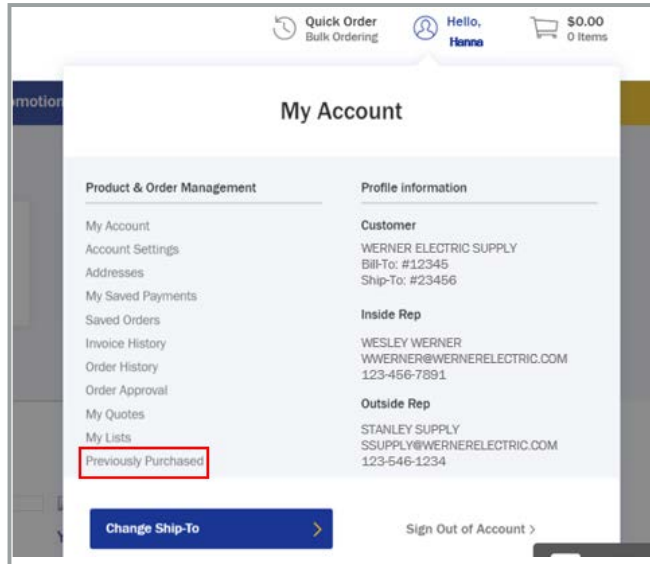 Quick Order
Bulk Ordering
Hello,
Hanna
$0.00
0 Items
My Account
Product & Order Management
My Account
Account Settings
Addresses
My Saved Payments
Saved Orders
Invoice History
Order History
Order Approval
My Quotes
My Lists
Previously Purchased
Profile information
Customer
WERNER ELECTRIC SUPPLY
Bill-To: #12345
Ship-To: #23456
Inside Rep
WESLEY WERNER
WWERNER@WERNERELECTRIC.COM
123-456-7891
Outside Rep
STANLEY SUPPLY
SSUPPLY@WERNERELECTRIC.COM
123-546-1234
Change Ship-To
Sign Out of Account >